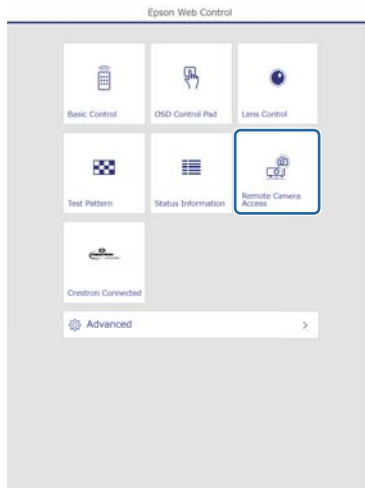 Epson Web Control
Basic Control
OSD Control Pad
Lens Control
Test Pattern
Status Information
Remote Camera
Access
CRESTRON
Crestron Connected
Advanced